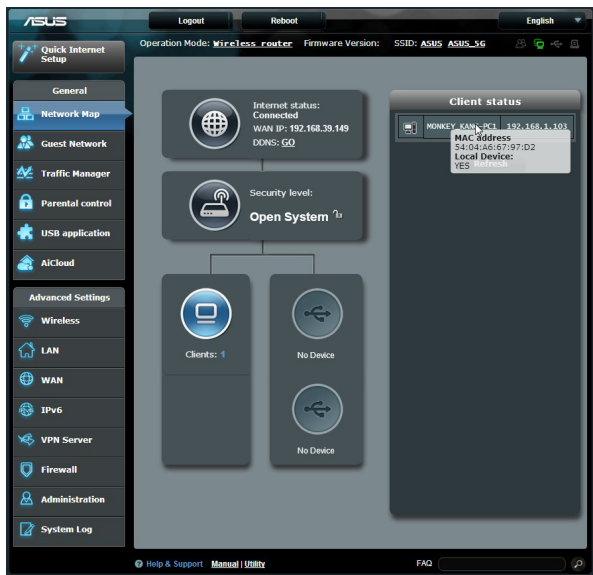 ASUS
Logout
Reboot
English
Quick Internet
Setup
Operation Mode: Wireless router Firmware Version: SSID: ASUS ASUS_5G
General
Network Map
Guest Network
Traffic Manager
Parental control
USB application
AiCloud
Advanced Settings
Wireless
LAN
WAN
IPv6
VPN Server
Firewall
Administration
System Log
Internet status:
Connected
WAN IP: 192.168.39.149
DDNS: GO
Security level:
Open System
Clients: 1
No Device
No Device
Client status
MONKEY_KANG-PC1 192.168.1.103
MAC address
54:04:A6:67:97:D2
Local Device:
YES
Refresh
Help & Support Manual | Utility FAQ